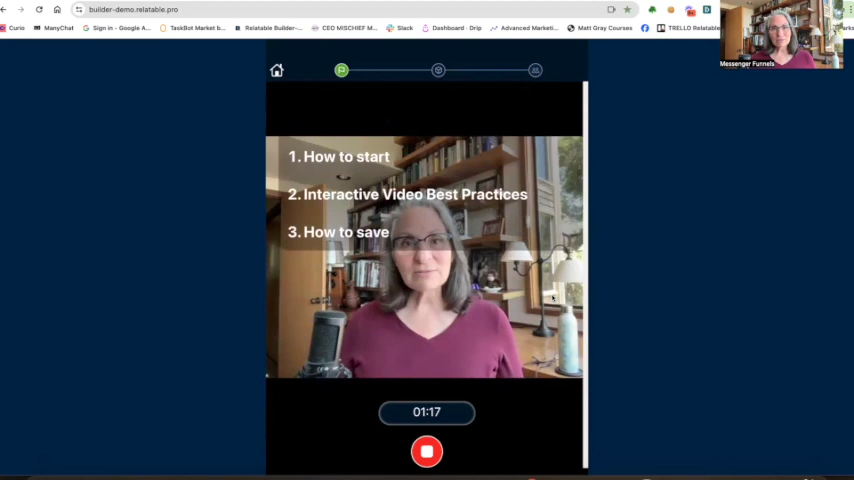 builder-demo.relatable.pro
Curio
ManyChat
Sign in - Google A...
TaskBot Market b...
Relatable Builder-...
CEO MISCHIEF M...
Slack
Dashboard · Drip
Advanced Marketi...
Matt Gray Courses
TRELLO Relatable
arks
Messenger Funnels
1. How to start
2. Interactive Video Best Practices
3. How to save
01:17